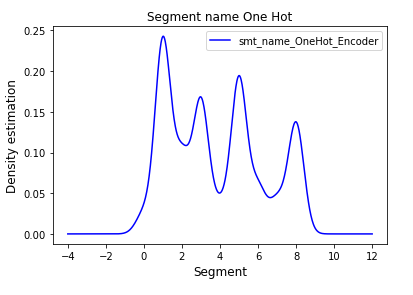 Segment name One Hot
smt_name_OneHot_Encoder
Density estimation
0.25
0.20
0.15
0.10
0.05
0.00
−4 −2 0 2 4 6 8 10 12
Segment